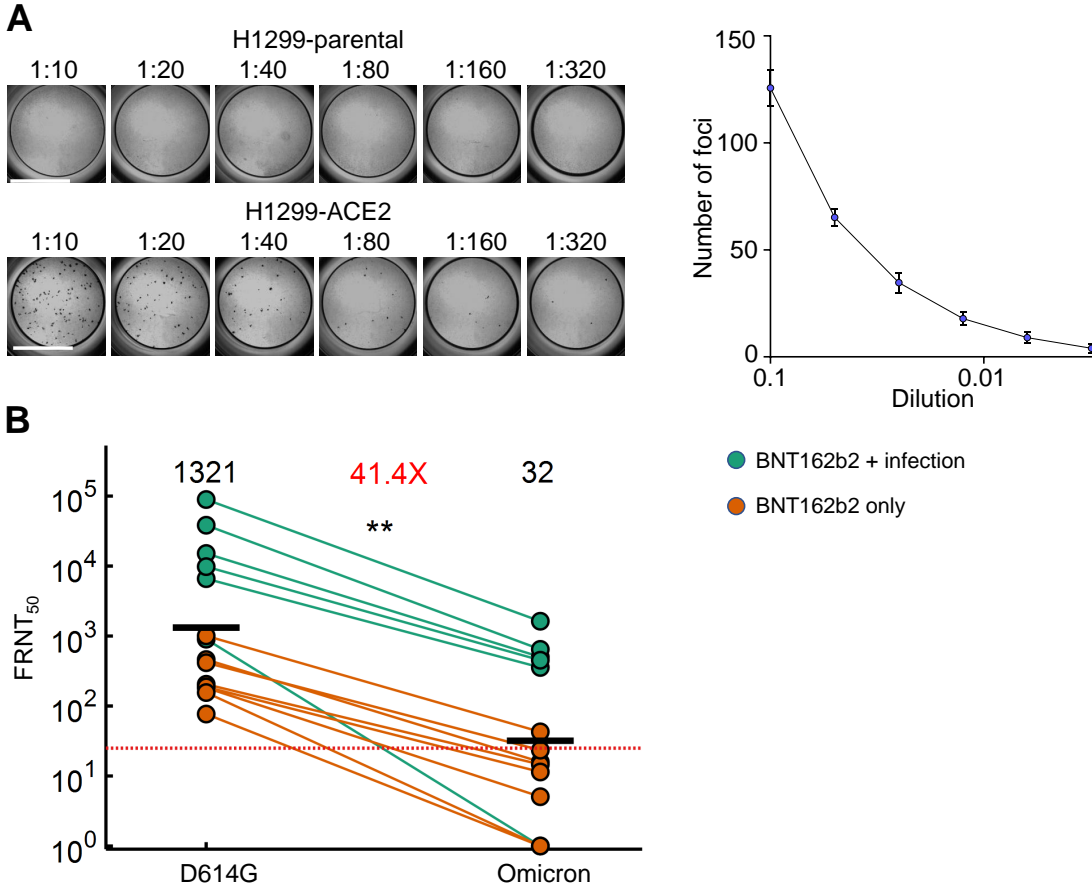 A
H1299-parental
1:10 1:20 1:40 1:80 1:160 1:320
H1299-ACE2
1:10 1:20 1:40 1:80 1:160 1:320
Number of foci
150
100
50
0
0.1 0.01
Dilution
B
1321 41.4X 32
**
FRNT50
10^5
10^4
10^3
10^2
10^1
10^0
D614G Omicron
BNT162b2 + infection
BNT162b2 only